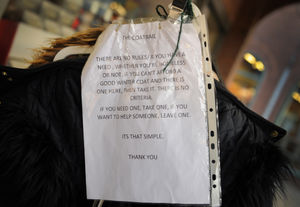 THE COATRAIL
THERE ARE NO RULES! IF YOU HAVE A
NEED, WHETHER YOU'RE HOMELESS
OR NOT, IF YOU CAN'T AFFORD A
GOOD WINTER COAT AND THERE IS
ONE HERE, THEN TAKE IT. THERE IS NO
CRITERIA.
IF YOU NEED ONE, TAKE ONE, IF YOU
WANT TO HELP SOMEONE, LEAVE ONE.
ITS THAT SIMPLE.
THANK YOU